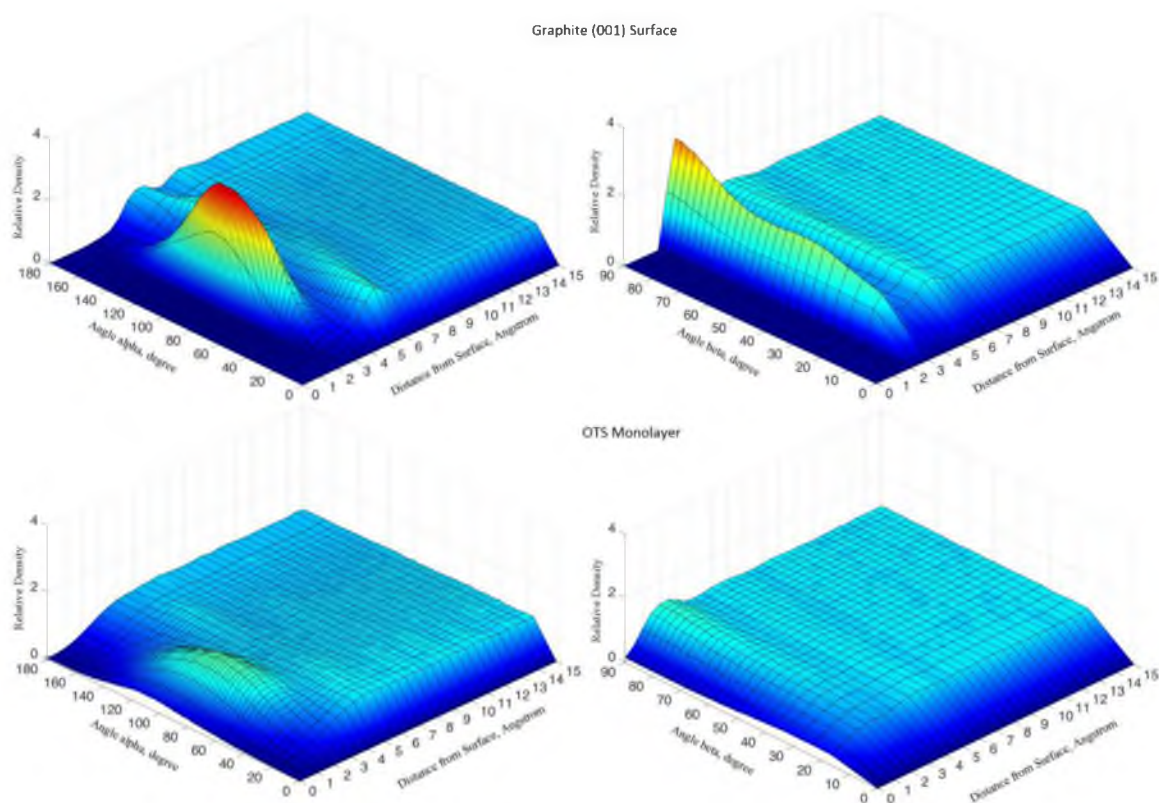 Graphite (001) Surface
4
2
0
Relative Density
180
160
140
120
100
80
60
40
20
0
Angle alpha, degree
0 1 2 3 4 5 6 7 8 9 10 11 12 13 14 15
Distance from Surface, Angstrom
4
2
0
Relative Density
90
80
70
60
50
40
30
20
10
0
Angle beta, degree
0 1 2 3 4 5 6 7 8 9 10 11 12 13 14 15
Distance from Surface, Angstrom
OTS Monolayer
4
2
0
Relative Density
180
160
140
120
100
80
60
40
20
0
Angle alpha, degree
0 1 2 3 4 5 6 7 8 9 10 11 12 13 14 15
Distance from Surface, Angstrom
4
2
0
Relative Density
90
80
70
60
50
40
30
20
10
0
Angle beta, degree
0 1 2 3 4 5 6 7 8 9 10 11 12 13 14 15
Distance from Surface, Angstrom